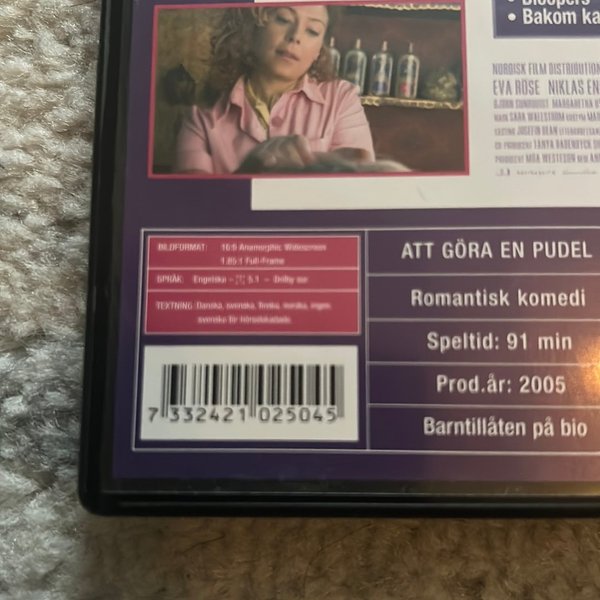 • Bloopers
• Bakom ka
NORDISK FILM DISTRIBUTION
EVA RÖSE NIKLAS EN
BILDFORMAT: 16:9 Anamorphic Widescreen
1.85:1 Full-Frame
SPRÅK: Engelska - 5.1 - Dolby sur
TEXTNING: Danska, svenska, finska, norska, ingen
svenska för hörselskadade
7 332421 025045
ATT GÖRA EN PUDEL
Romantisk komedi
Speltid: 91 min
Prod.år: 2005
Barntillåten på bio